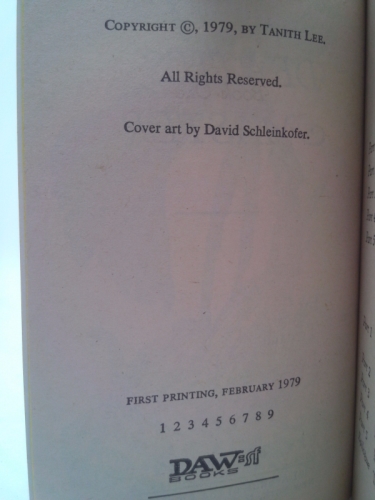 COPYRIGHT ©, 1979, BY TANITH LEE.
All Rights Reserved.
Cover art by David Schleinkofer.
FIRST PRINTING, FEBRUARY 1979
1 2 3 4 5 6 7 8 9
DAW sf
BOOKS